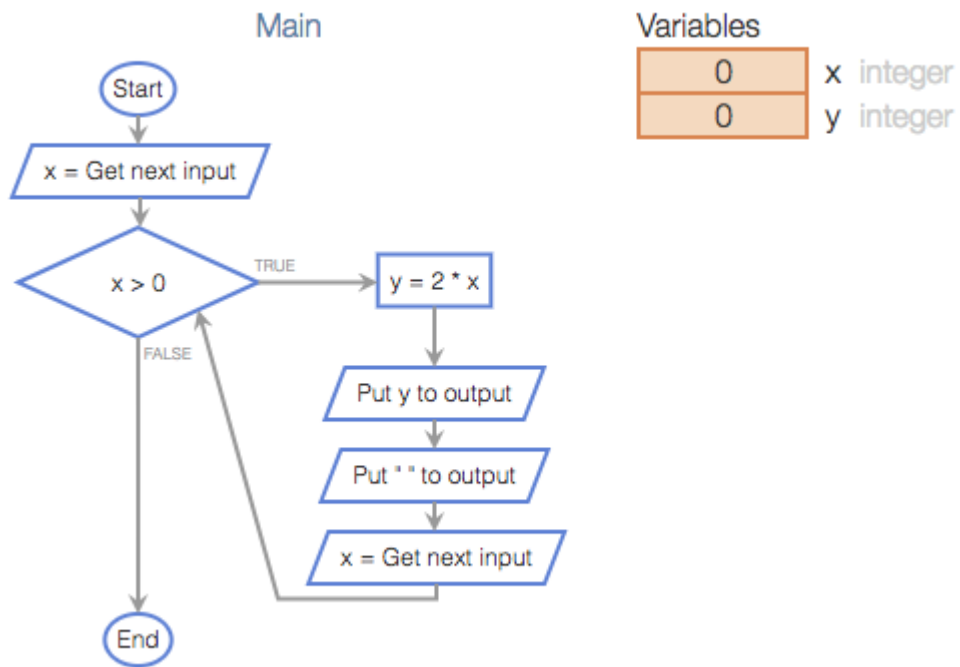 Main
Variables
Start
0 x integer
0 y integer
x = Get next input
x > 0
TRUE
y = 2 * x
FALSE
Put y to output
Put " " to output
x = Get next input
End